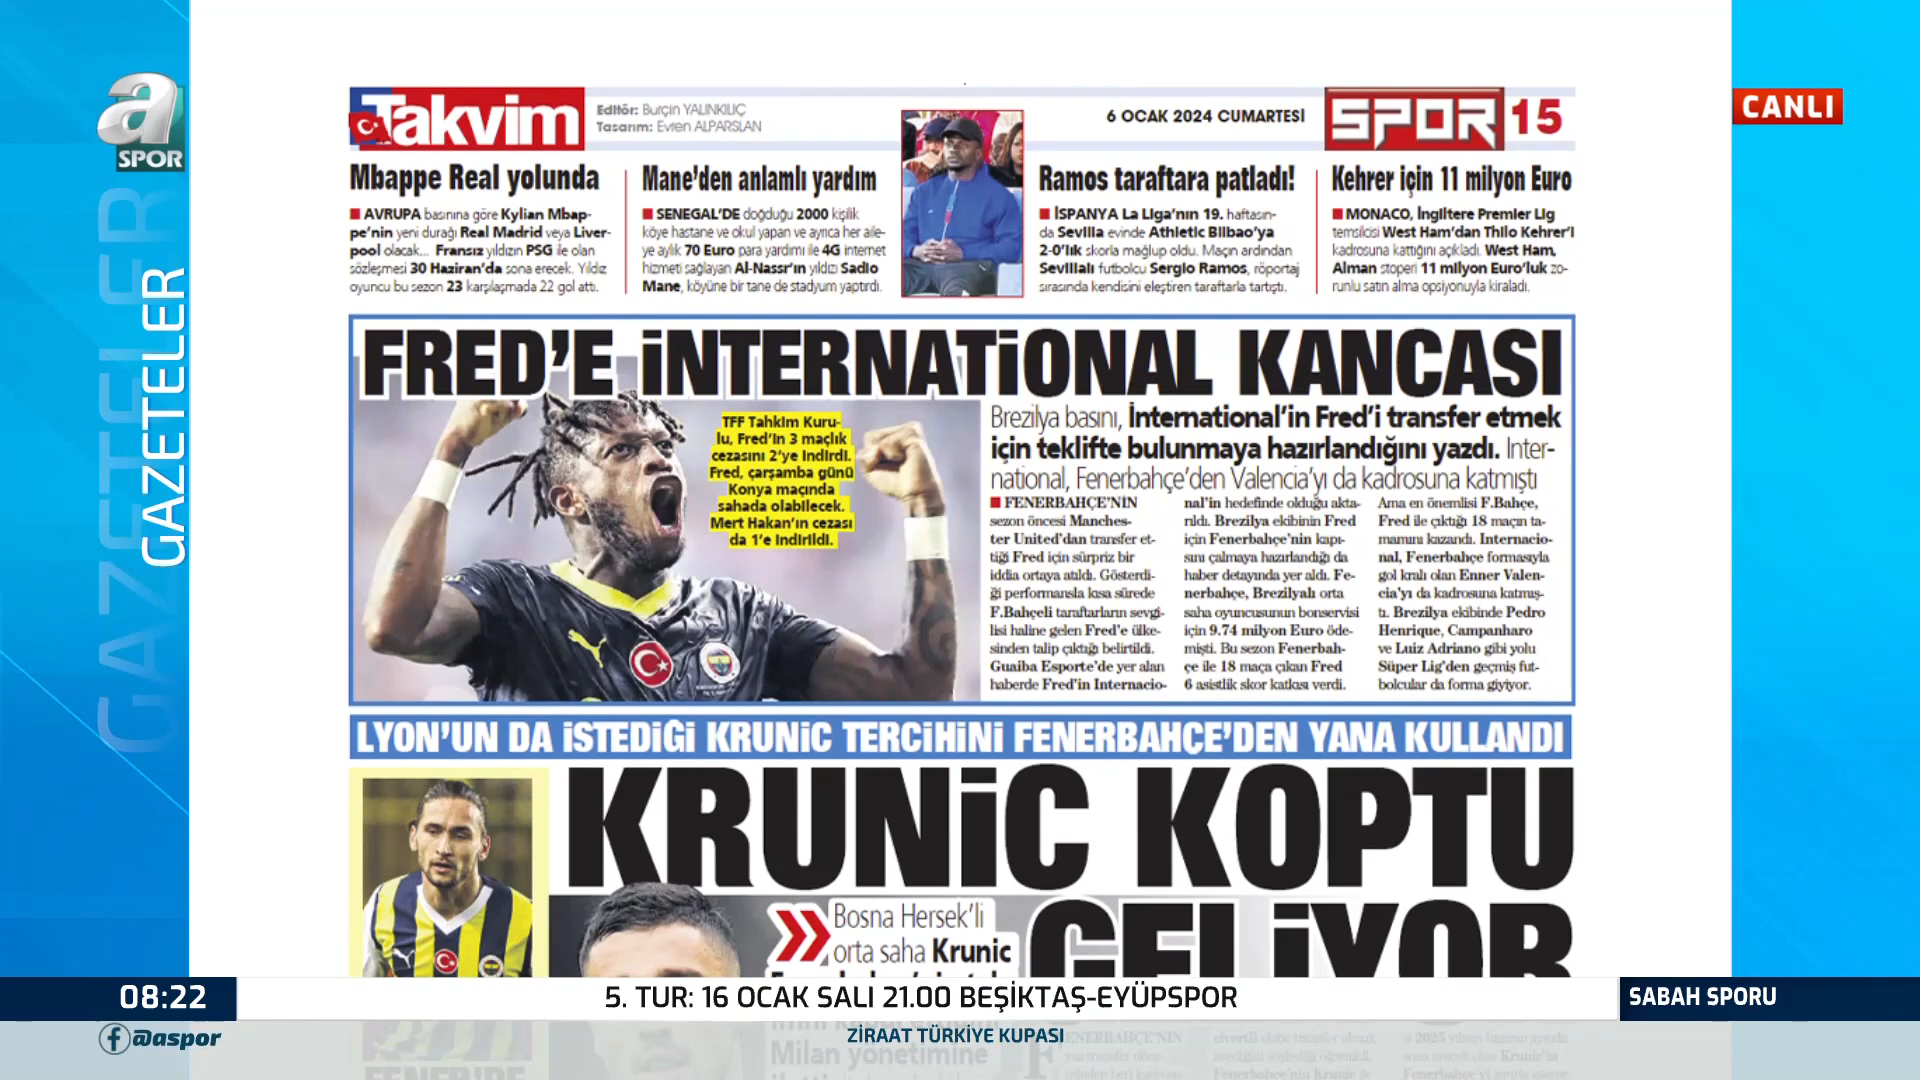 a
SPOR
GAZETELER
GAZETELER
CANLI
Takvim
Editör: Burçin YALINKILIÇ
Tasarım: Evren ALPARSLAN
6 OCAK 2024 CUMARTESİ
SPOR 15
Mbappe Real yolunda
AVRUPA basınına göre Kylian Mbap-
pe'nin yeni durağı Real Madrid veya Liver-
pool olacak... Fransız yıldızın PSG ile olan
sözleşmesi 30 Haziran'da sona erecek. Yıldız
oyuncu bu sezon 23 karşılaşmada 22 gol attı.
Mane'den anlamlı yardım
SENEGAL'DE doğduğu 2000 kişilik
köye hastane ve okul yapan ve ayrıca her aile-
ye aylık 70 Euro para yardımı ile 4G internet
hizmeti sağlayan Al-Nassr'ın yıldızı Sadio
Mane, köyüne bir tane de stadyum yaptırdı.
Ramos taraftara patladı!
İSPANYA La Liga'nın 19. haftasın-
da Sevilla evinde Athletic Bilbao'ya
2-0'lık skorla mağlup oldu. Maçın ardından
Sevillalı futbolcu Sergio Ramos, röportaj
sırasında kendisini eleştiren taraftarla tartıştı.
Kehrer için 11 milyon Euro
MONACO, İngiltere Premier Lig
temsilcisi West Ham'dan Thilo Kehrer'i
kadrosuna kattığını açıkladı. West Ham,
Alman stoperi 11 milyon Euro'luk zo-
runlu satın alma opsiyonuyla kiraladı.
FRED'E İNTERNATİONAL KANCASI
TFF Tahkim Kuru-
lu, Fred'in 3 maçlık
cezasını 2'ye indirdi.
Fred, çarşamba günü
Konya maçında
sahada olabilecek.
Mert Hakan'ın cezası
da 1'e indirildi.
Brezilya basını, İnternational'in Fred'i transfer etmek
için teklifte bulunmaya hazırlandığını yazdı. Inter-
national, Fenerbahçe'den Valencia'yı da kadrosuna katmıştı
FENERBAHÇE'NİN
sezon öncesi Manches-
ter United'dan transfer et-
tiği Fred için sürpriz bir
iddia ortaya atıldı. Gösterdi-
ği performansla kısa sürede
F.Bahçeli taraftarların sevgi-
lisi haline gelen Fred'e ülke-
sinden talip çıktığı belirtildi.
Guaiba Esporte'de yer alan
haberde Fred'in Internacio-
nal'in hedefinde olduğu akta-
rıldı. Brezilya ekibinin Fred
için Fenerbahçe'nin kapı-
sını çalmaya hazırlandığı da
haber detayında yer aldı. Fe-
nerbahçe, Brezilyalı orta
saha oyuncusunun bonservisi
için 9.74 milyon Euro öde-
mişti. Bu sezon Fenerbah-
çe ile 18 maça çıkan Fred
6 asistlik skor katkısı verdi.
Ama en önemlisi F.Bahçe,
Fred ile çıktığı 18 maçın ta-
mamını kazandı. Internacio-
nal, Fenerbahçe formasıyla
gol kralı olan Enner Valen-
cia'yı da kadrosuna katmış-
tı. Brezilya ekibinde Pedro
Henrique, Campanharo
ve Luiz Adriano gibi yolu
Süper Lig'den geçmiş fut-
bolcular da forma giyiyor.
LYON'UN DA İSTEDİĞİ KRUNİC TERCİHİNİ FENERBAHÇE'DEN YANA KULLANDI
KRUNİC KOPTU
GELİYOR
Bosna Hersek'li
orta saha Krunic
08:22
5. TUR: 16 OCAK SALI 21.00 BEŞİKTAŞ-EYÜPSPOR
SABAH SPORU
@aspor
ZİRAAT TÜRKİYE KUPASI
Milan yönetimine